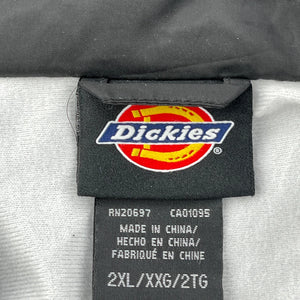 Dickies
RN20697 CA01095
MADE IN CHINA/
HECHO EN CHINA/
FABRIQUÉ EN CHINE
2XL/XXG/2TG